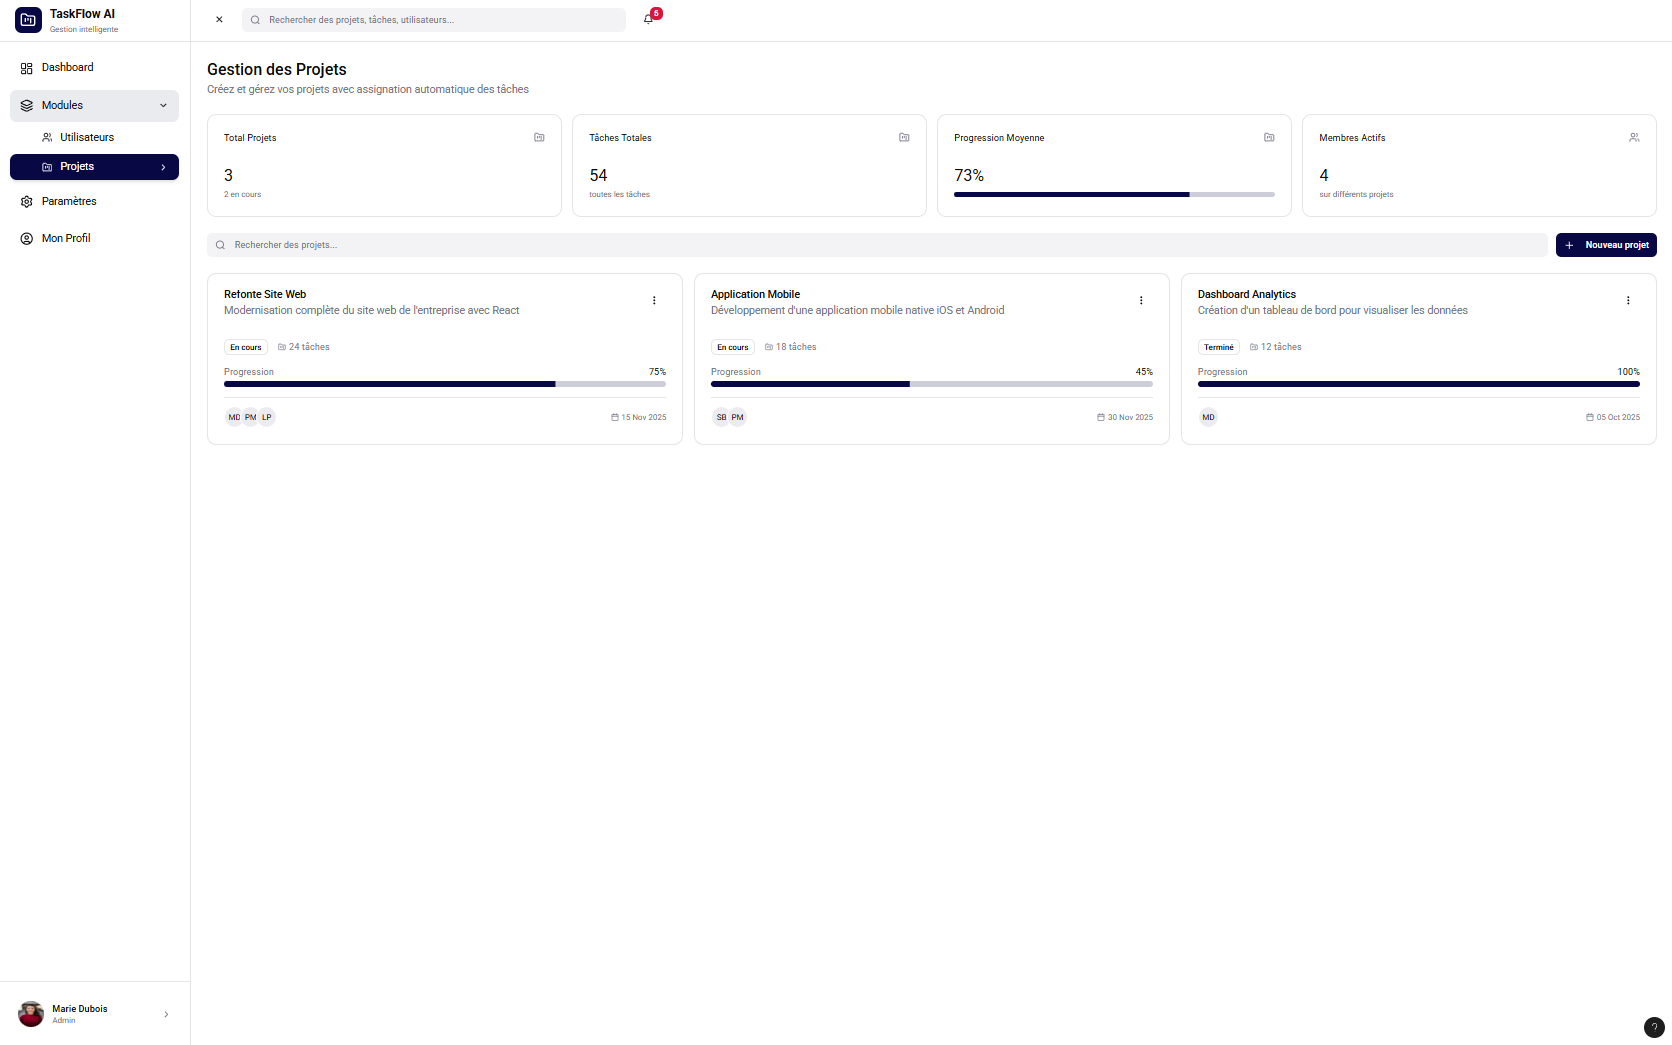 TaskFlow AI
Gestion intelligente
Rechercher des projets, tâches, utilisateurs...
5
Dashboard
Modules
Utilisateurs
Projets
Paramètres
Mon Profil
Gestion des Projets
Créez et gérez vos projets avec assignation automatique des tâches
Total Projets
3
2 en cours
Tâches Totales
54
toutes les tâches
Progression Moyenne
73%
Membres Actifs
4
sur différents projets
Rechercher des projets...
Nouveau projet
Refonte Site Web
Modernisation complète du site web de l'entreprise avec React
En cours 24 tâches
Progression 75%
MD PM LP 15 Nov 2025
Application Mobile
Développement d'une application mobile native iOS et Android
En cours 18 tâches
Progression 45%
SB PM 30 Nov 2025
Dashboard Analytics
Création d'un tableau de bord pour visualiser les données
Terminé 12 tâches
Progression 100%
MD 05 Oct 2025
Marie Dubois
Admin
?